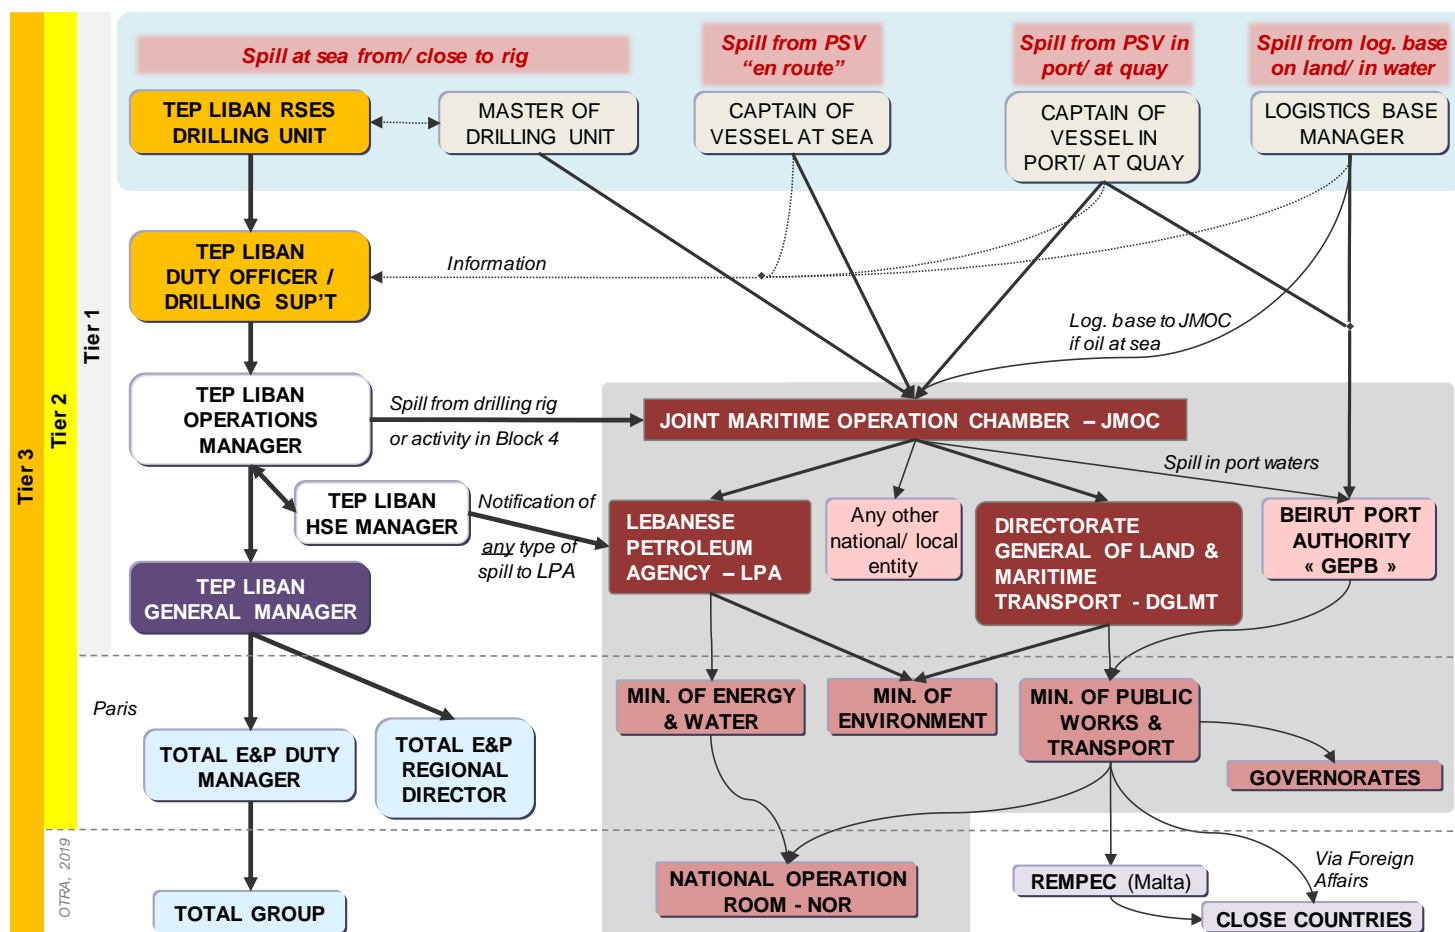 Spill at sea from/ close to rig
Spill from PSV
“en route”
Spill from PSV in
port/ at quay
Spill from log. base
on land/ in water
TEP LIBAN RSES
DRILLING UNIT
MASTER OF
DRILLING UNIT
CAPTAIN OF
VESSEL AT SEA
CAPTAIN OF
VESSEL IN
PORT/ AT QUAY
LOGISTICS BASE
MANAGER
TEP LIBAN
DUTY OFFICER /
DRILLING SUP’T
Information
Log. base to JMOC
if oil at sea
Tier 1
Tier 2
Tier 3
TEP LIBAN
OPERATIONS
MANAGER
Spill from drilling rig
or activity in Block 4
JOINT MARITIME OPERATION CHAMBER – JMOC
Spill in port waters
TEP LIBAN
HSE MANAGER
Notification of
any type of
spill to LPA
LEBANESE
PETROLEUM
AGENCY – LPA
Any other
national/ local
entity
DIRECTORATE
GENERAL OF LAND &
MARITIME
TRANSPORT - DGLMT
BEIRUT PORT
AUTHORITY
« GEPB »
TEP LIBAN
GENERAL MANAGER
Paris
MIN. OF ENERGY
& WATER
MIN. OF
ENVIRONMENT
MIN. OF PUBLIC
WORKS &
TRANSPORT
TOTAL E&P DUTY
MANAGER
TOTAL E&P
REGIONAL
DIRECTOR
GOVERNORATES
OTRA, 2019
TOTAL GROUP
NATIONAL OPERATION
ROOM - NOR
REMPEC (Malta)
Via Foreign
Affairs
CLOSE COUNTRIES